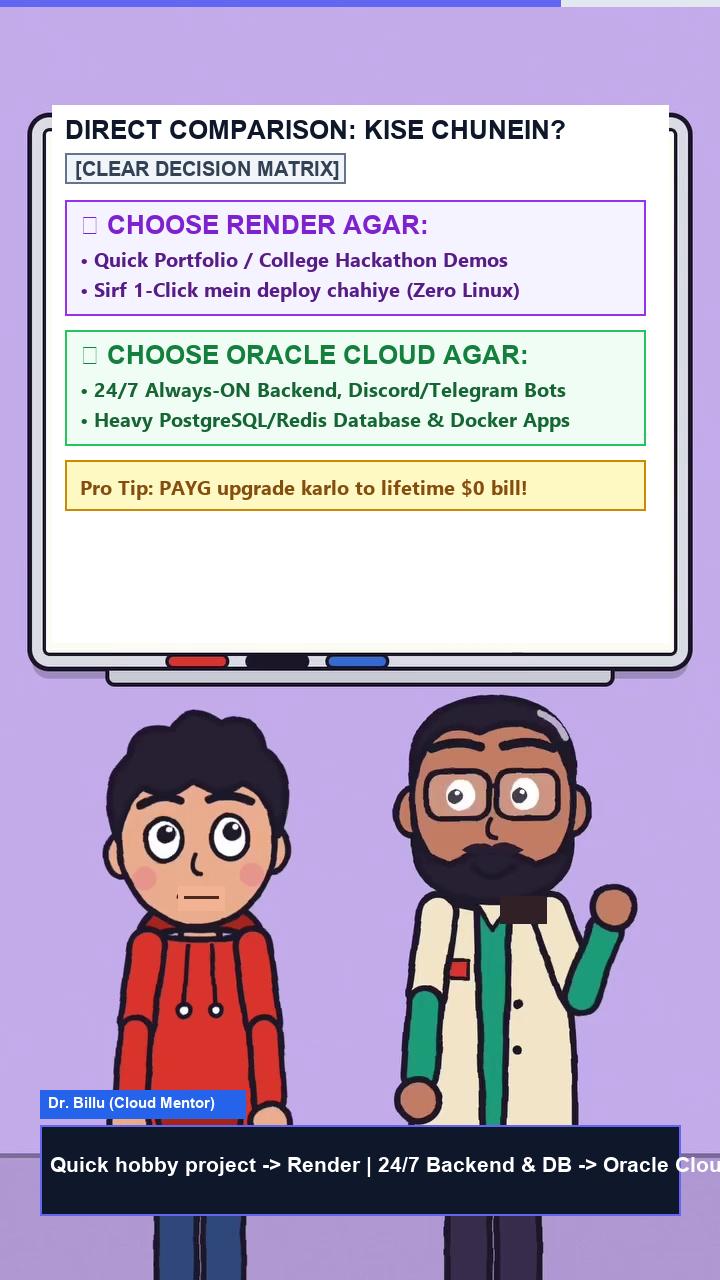 DIRECT COMPARISON: KISE CHUNEIN?
[CLEAR DECISION MATRIX]
CHOOSE RENDER AGAR:
• Quick Portfolio / College Hackathon Demos
• Sirf 1-Click mein deploy chahiye (Zero Linux)
CHOOSE ORACLE CLOUD AGAR:
• 24/7 Always-ON Backend, Discord/Telegram Bots
• Heavy PostgreSQL/Redis Database & Docker Apps
Pro Tip: PAYG upgrade karlo to lifetime $0 bill!
Dr. Billu (Cloud Mentor)
Quick hobby project -> Render | 24/7 Backend & DB -> Oracle Clou